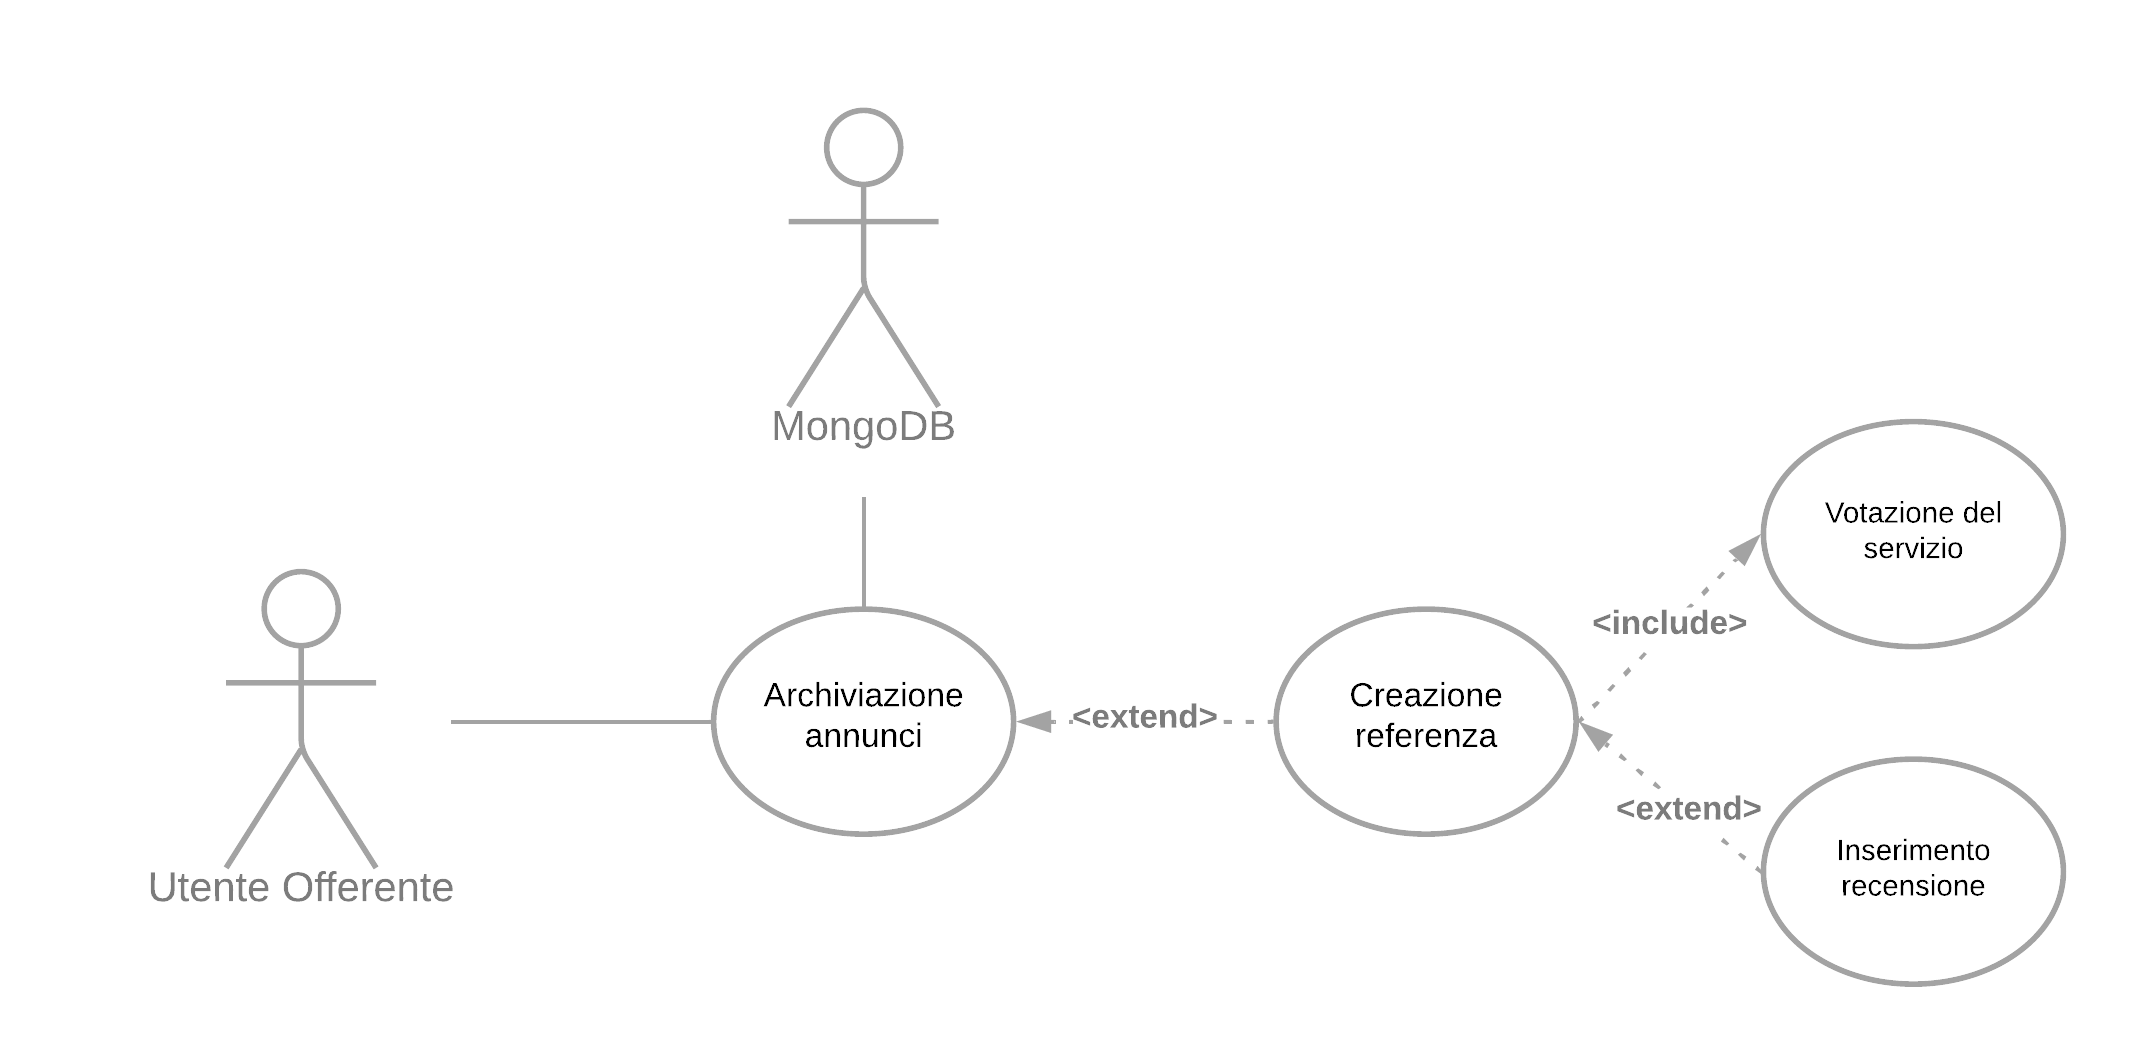 MongoDB
Votazione del
servizio
<include>
Archiviazione
annunci
<extend>
Creazione
referenza
<extend>
Inserimento
recensione
Utente Offerente